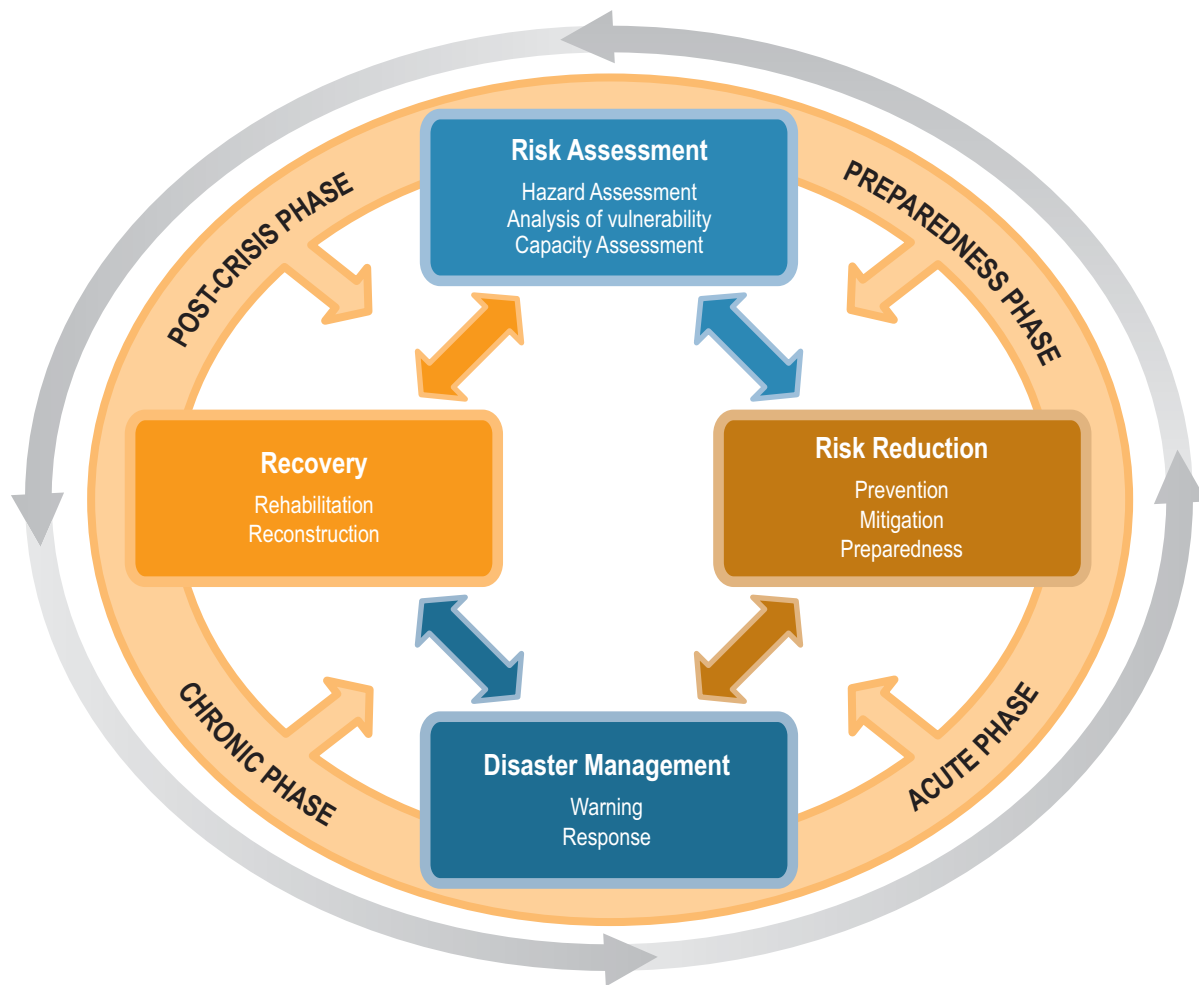 Risk Assessment
Hazard Assessment
Analysis of vulnerability
Capacity Assessment
POST-CRISIS PHASE
PREPAREDNESS PHASE
Recovery
Rehabilitation
Reconstruction
Risk Reduction
Prevention
Mitigation
Preparedness
CHRONIC PHASE
ACUTE PHASE
Disaster Management
Warning
Response